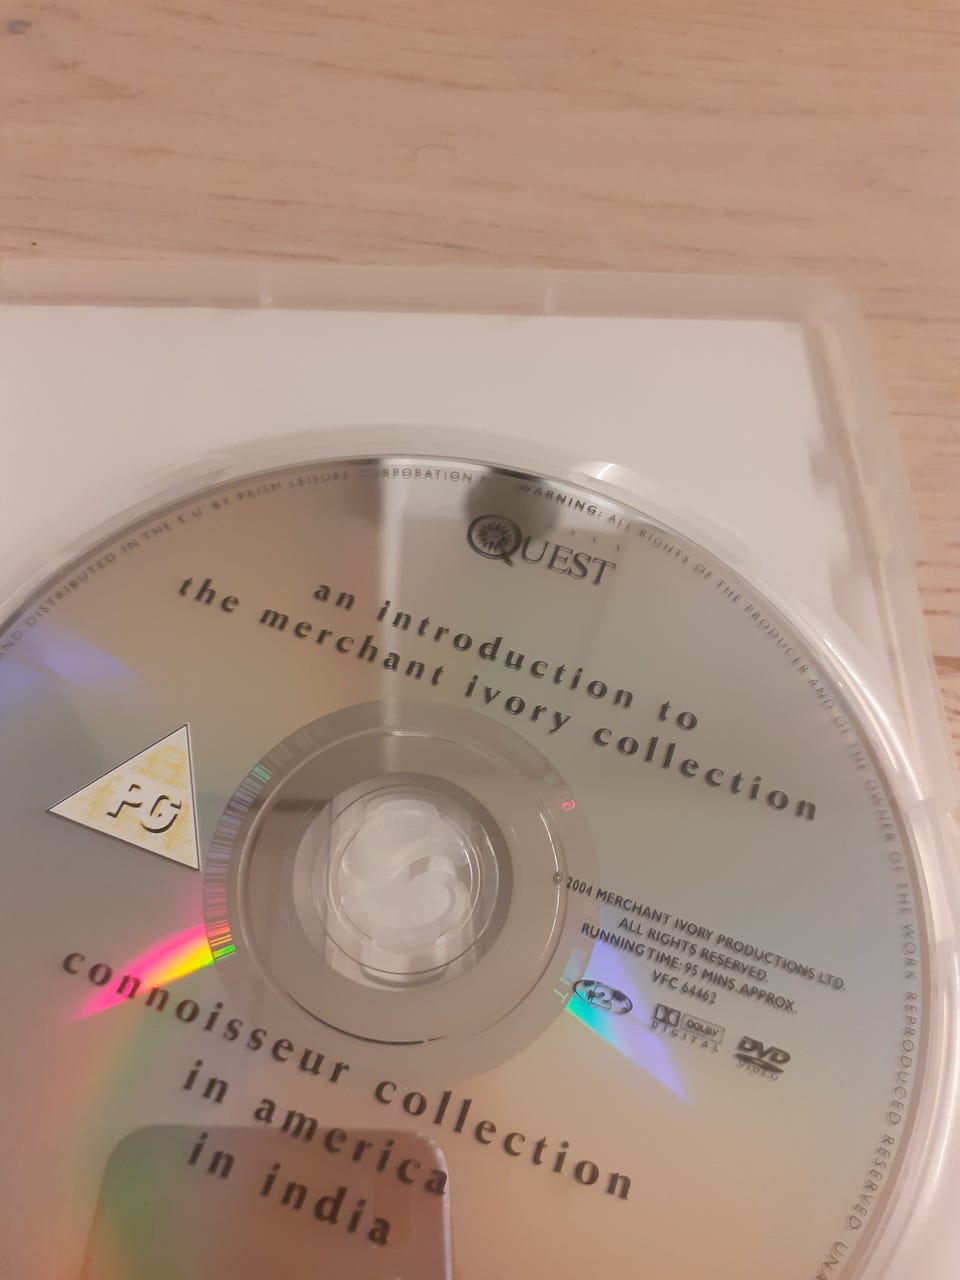 AND DISTRIBUTED IN THE E U BY PRISM LEISURE CORPORATION
WARNING: ALL RIGHTS OF THE PRODUCER AND OF THE OWNER OF THE WORK REPRODUCED RESERVED.
QUEST
an introduction to
the merchant ivory collection
PG
© 2004 MERCHANT IVORY PRODUCTIONS LTD.
ALL RIGHTS RESERVED.
RUNNING TIME: 95 MINS. APPROX.
VFC 64462
2
DOLBY
DIGITAL
DVD
VIDEO
connoisseur collection
in america
in india